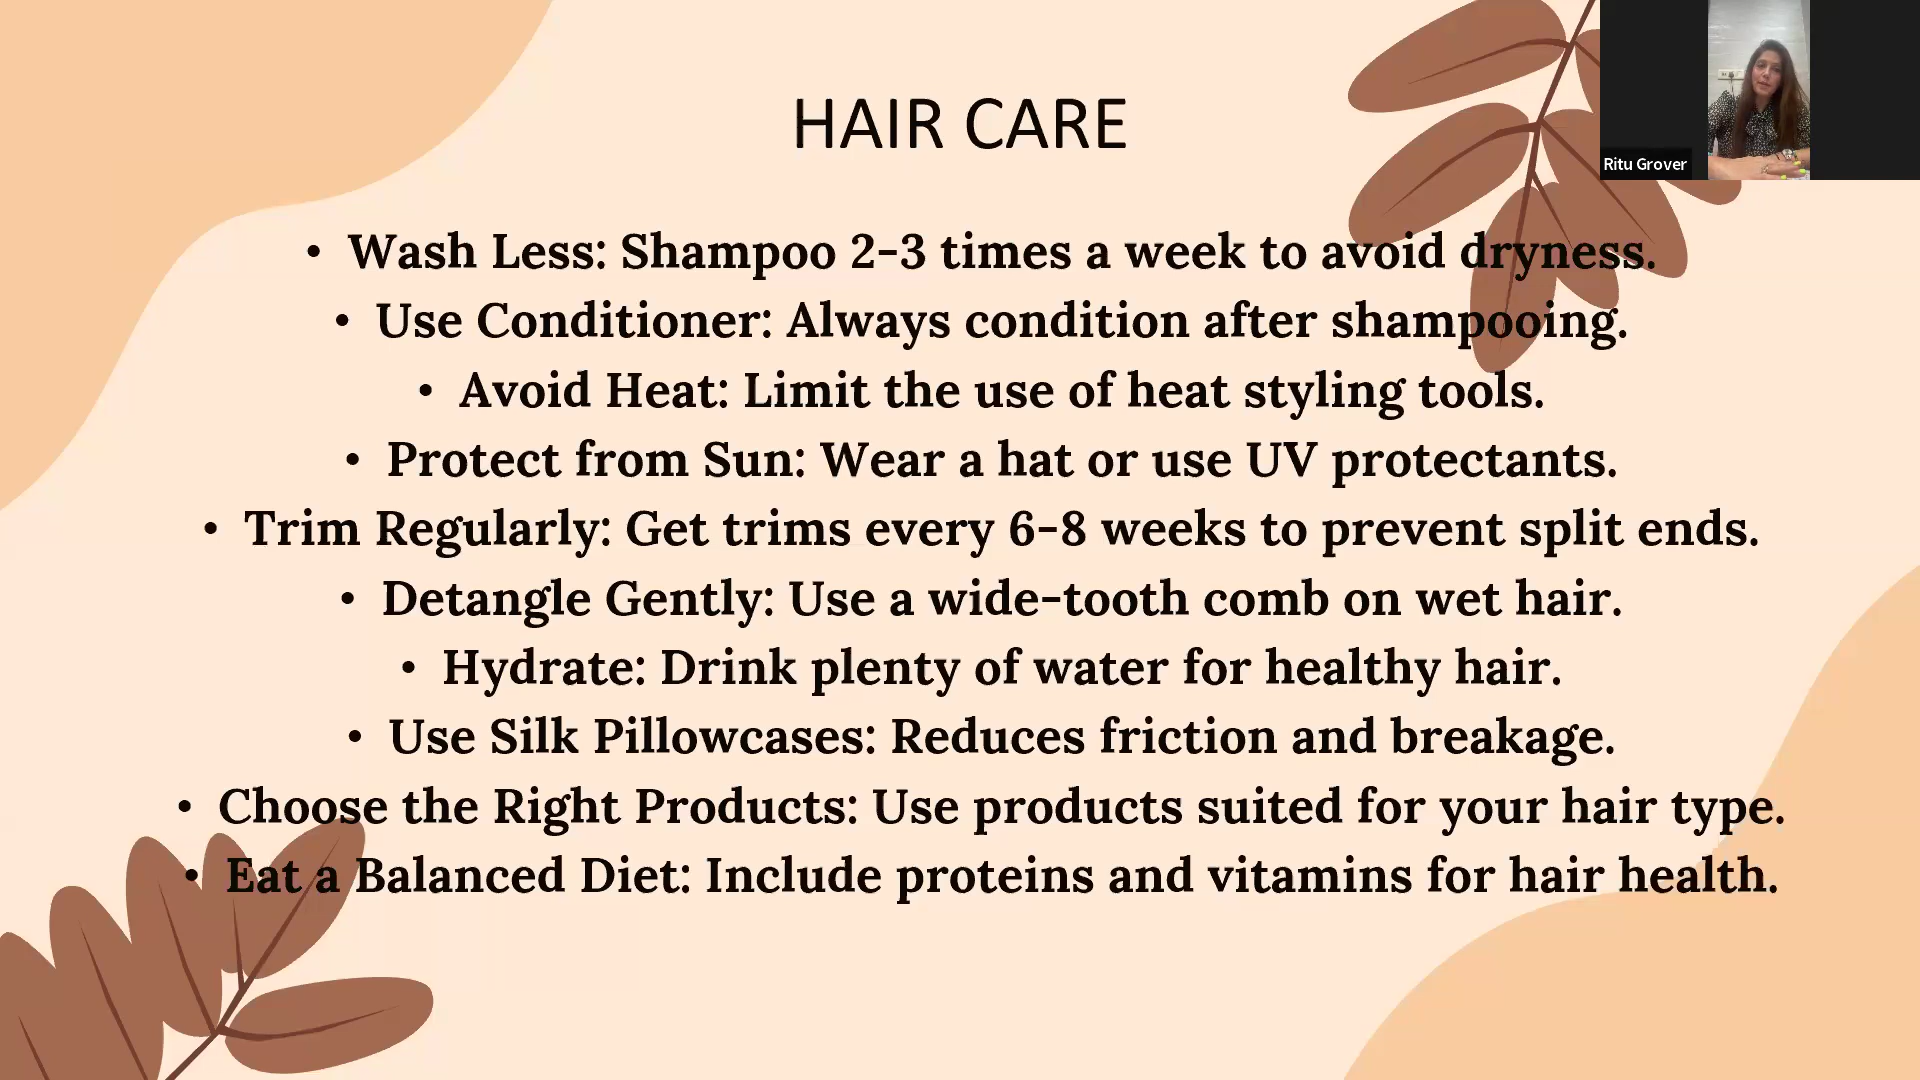 HAIR CARE
Ritu Grover
• Wash Less: Shampoo 2-3 times a week to avoid dryness.
• Use Conditioner: Always condition after shampooing.
• Avoid Heat: Limit the use of heat styling tools.
• Protect from Sun: Wear a hat or use UV protectants.
• Trim Regularly: Get trims every 6-8 weeks to prevent split ends.
• Detangle Gently: Use a wide-tooth comb on wet hair.
• Hydrate: Drink plenty of water for healthy hair.
• Use Silk Pillowcases: Reduces friction and breakage.
• Choose the Right Products: Use products suited for your hair type.
• Eat a Balanced Diet: Include proteins and vitamins for hair health.